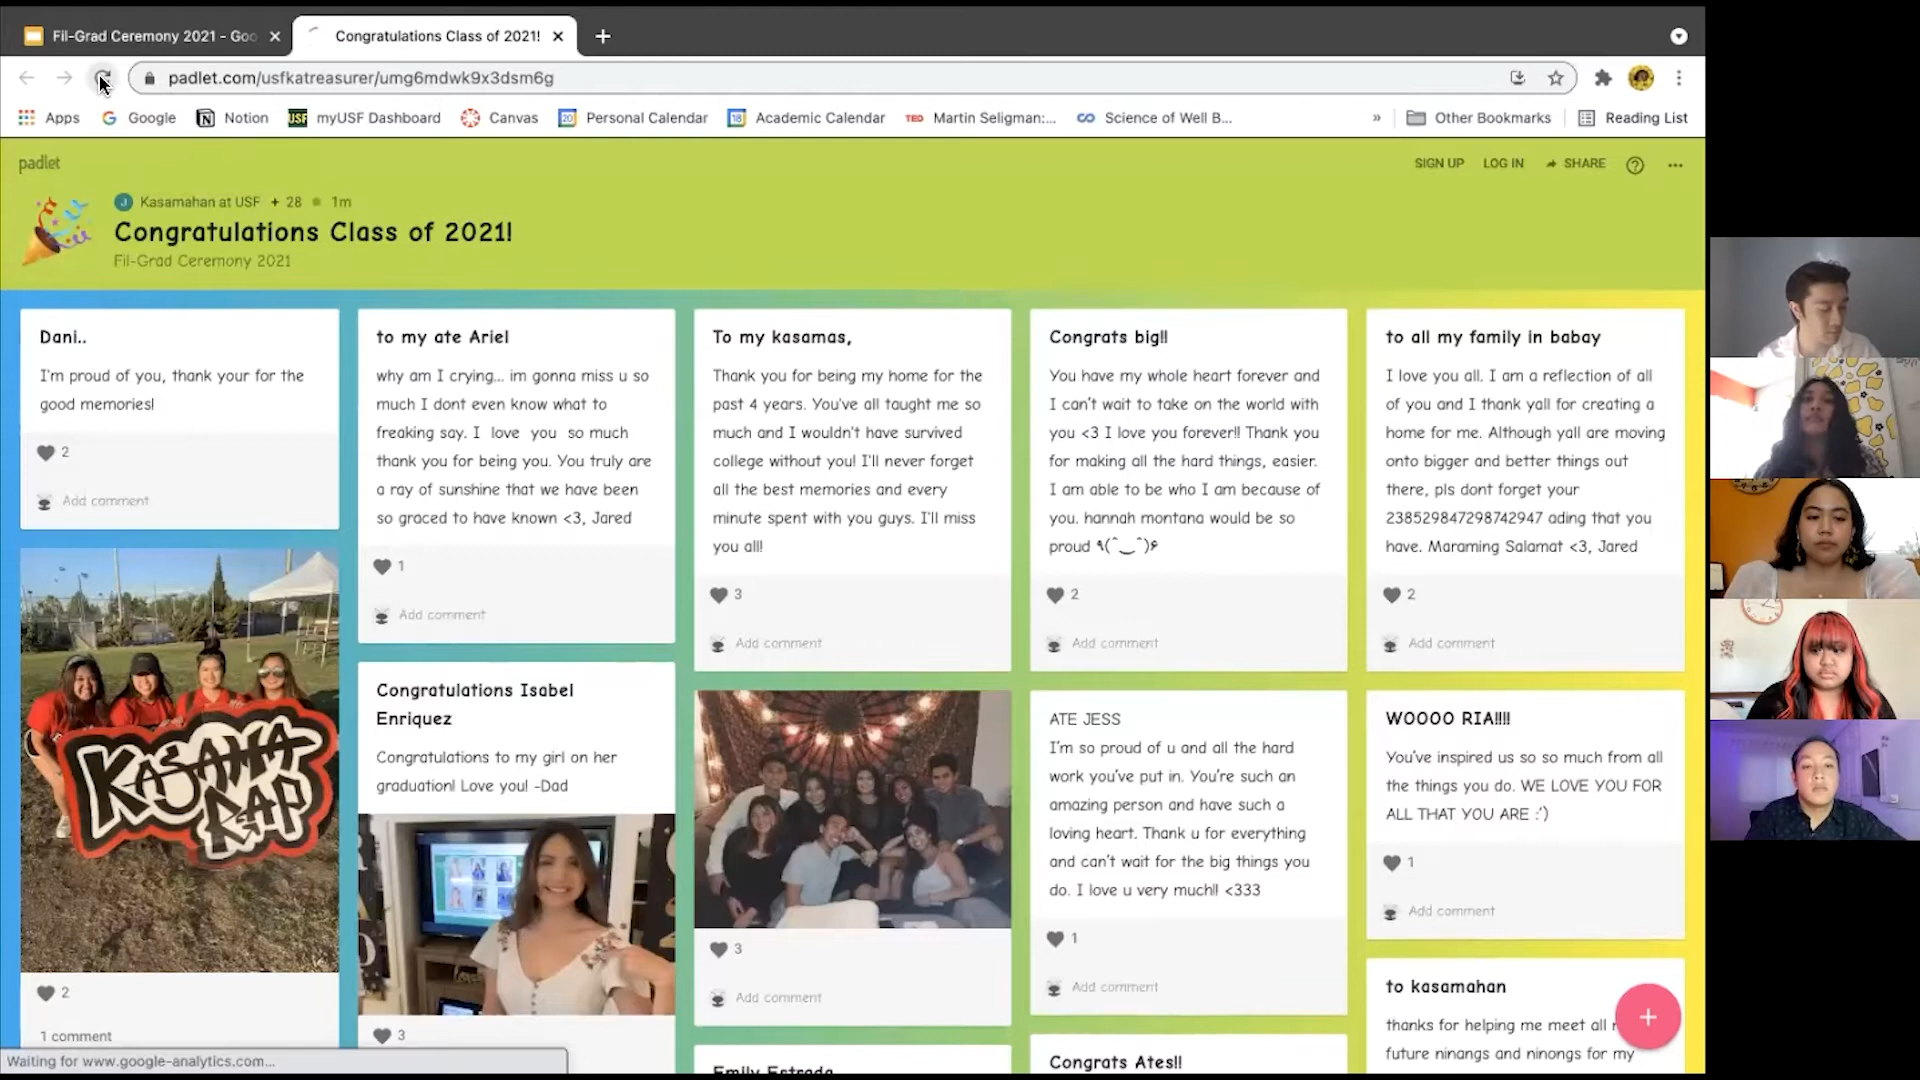 Fil-Grad Ceremony 2021 - Goo
Congratulations Class of 2021!
padlet.com/usfkatreasurer/umg6mdwk9x3dsm6g
Apps
Google
Notion
USF myUSF Dashboard
Canvas
20 Personal Calendar
18 Academic Calendar
TED Martin Seligman:...
Science of Well B...
»
Other Bookmarks
Reading List
padlet
SIGN UP
LOG IN
SHARE
J Kasamahan at USF + 28 1m
Congratulations Class of 2021!
Fil-Grad Ceremony 2021
Dani..
I'm proud of you, thank your for the
good memories!
2
Add comment
KASAMA
RAP
2
1 comment
to my ate Ariel
why am I crying... im gonna miss u so
much I dont even know what to
freaking say. I love you so much
thank you for being you. You truly are
a ray of sunshine that we have been
so graced to have known <3, Jared
1
Add comment
Congratulations Isabel
Enriquez
Congratulations to my girl on her
graduation! Love you! -Dad
3
To my kasamas,
Thank you for being my home for the
past 4 years. You've all taught me so
much and I wouldn't have survived
college without you! I'll never forget
all the best memories and every
minute spent with you guys. I'll miss
you all!
3
Add comment
3
Add comment
Emily Estrada
Congrats big!!
You have my whole heart forever and
I can't wait to take on the world with
you <3 I love you forever!! Thank you
for making all the hard things, easier.
I am able to be who I am because of
you. hannah montana would be so
proud ٩(^‿^)۶
2
Add comment
ATE JESS
I'm so proud of u and all the hard
work you've put in. You're such an
amazing person and have such a
loving heart. Thank u for everything
and can't wait for the big things you
do. I love u very much!! <333
1
Add comment
Congrats Ates!!
to all my family in babay
I love you all. I am a reflection of all
of you and I thank yall for creating a
home for me. Although yall are moving
onto bigger and better things out
there, pls dont forget your
238529847298742947 ading that you
have. Maraming Salamat <3, Jared
2
Add comment
WOOOO RIA!!!!!
You've inspired us so so much from all
the things you do. WE LOVE YOU FOR
ALL THAT YOU ARE :')
1
Add comment
to kasamahan
thanks for helping me meet all
future ninangs and ninongs for my
Waiting for www.google-analytics.com...